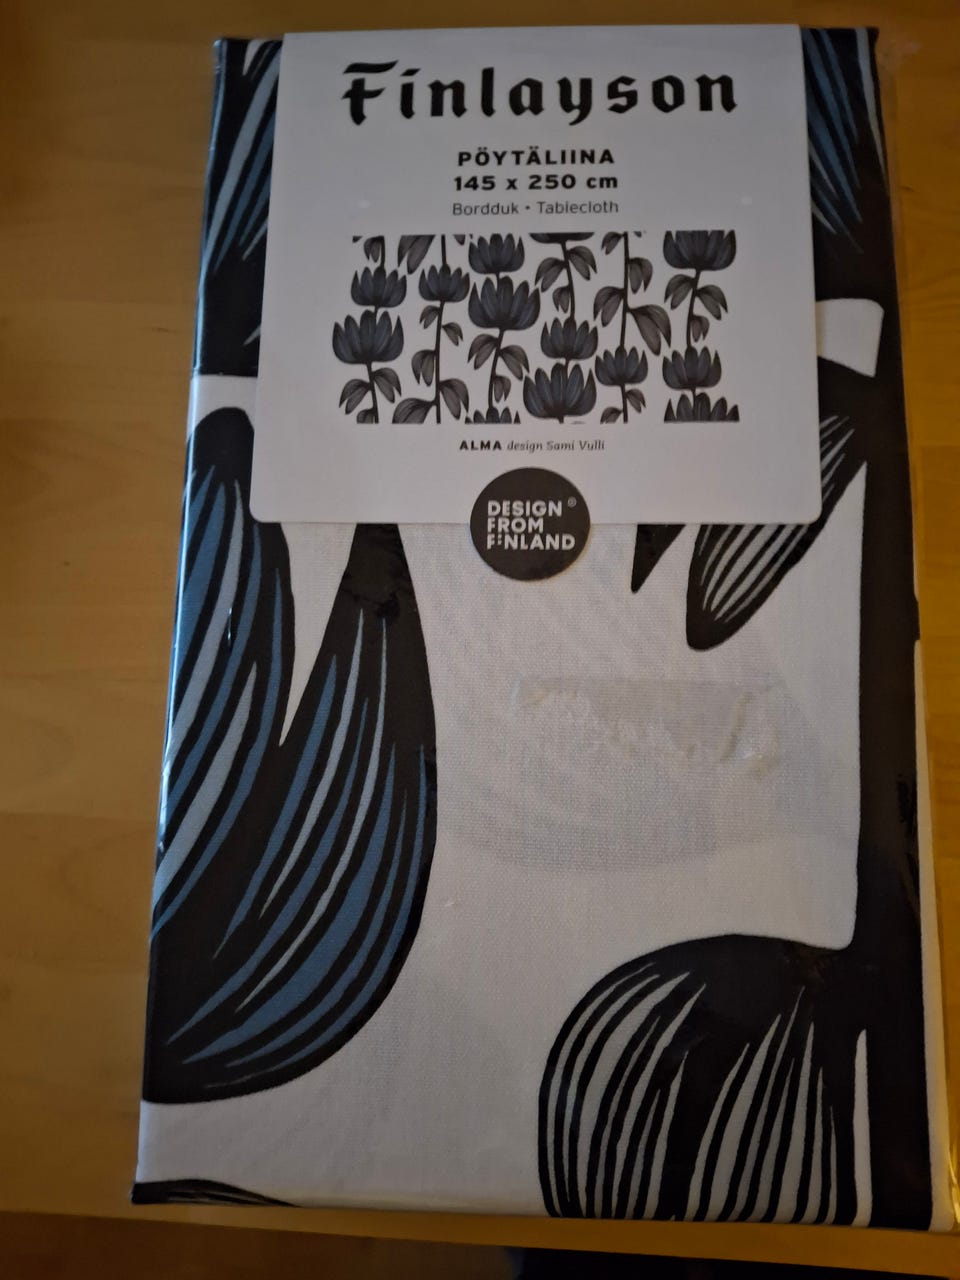 Finlayson
PÖYTÄLIINA
145 x 250 cm
Bordduk • Tablecloth
ALMA design Sami Vulli
DESIGN ®
FROM
FINLAND